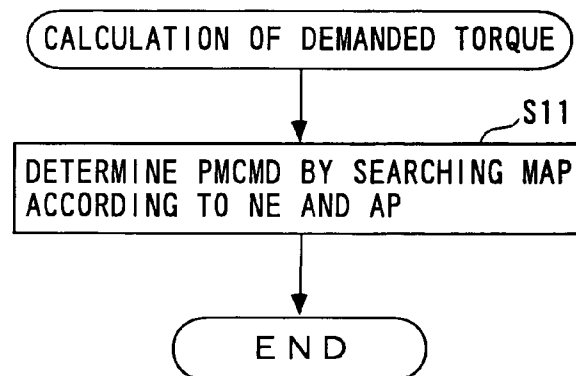 CALCULATION OF DEMANDED TORQUE
S11
DETERMINE PMCMD BY SEARCHING MAP
ACCORDING TO NE AND AP
END